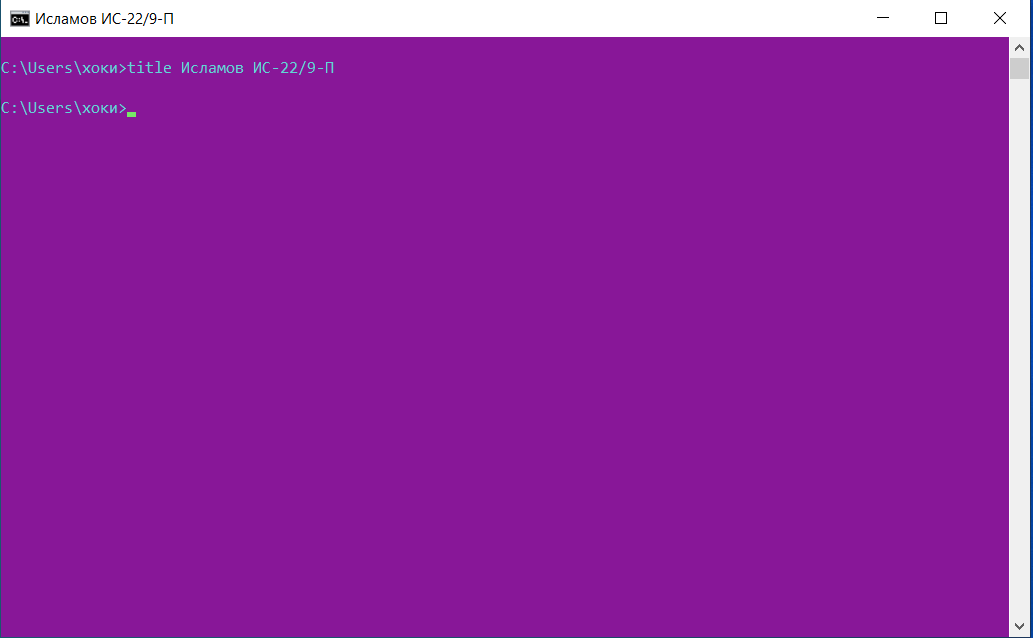 Исламов ИС-22/9-П
C:\Users\хоки>title Исламов ИС-22/9-П
C:\Users\хоки>